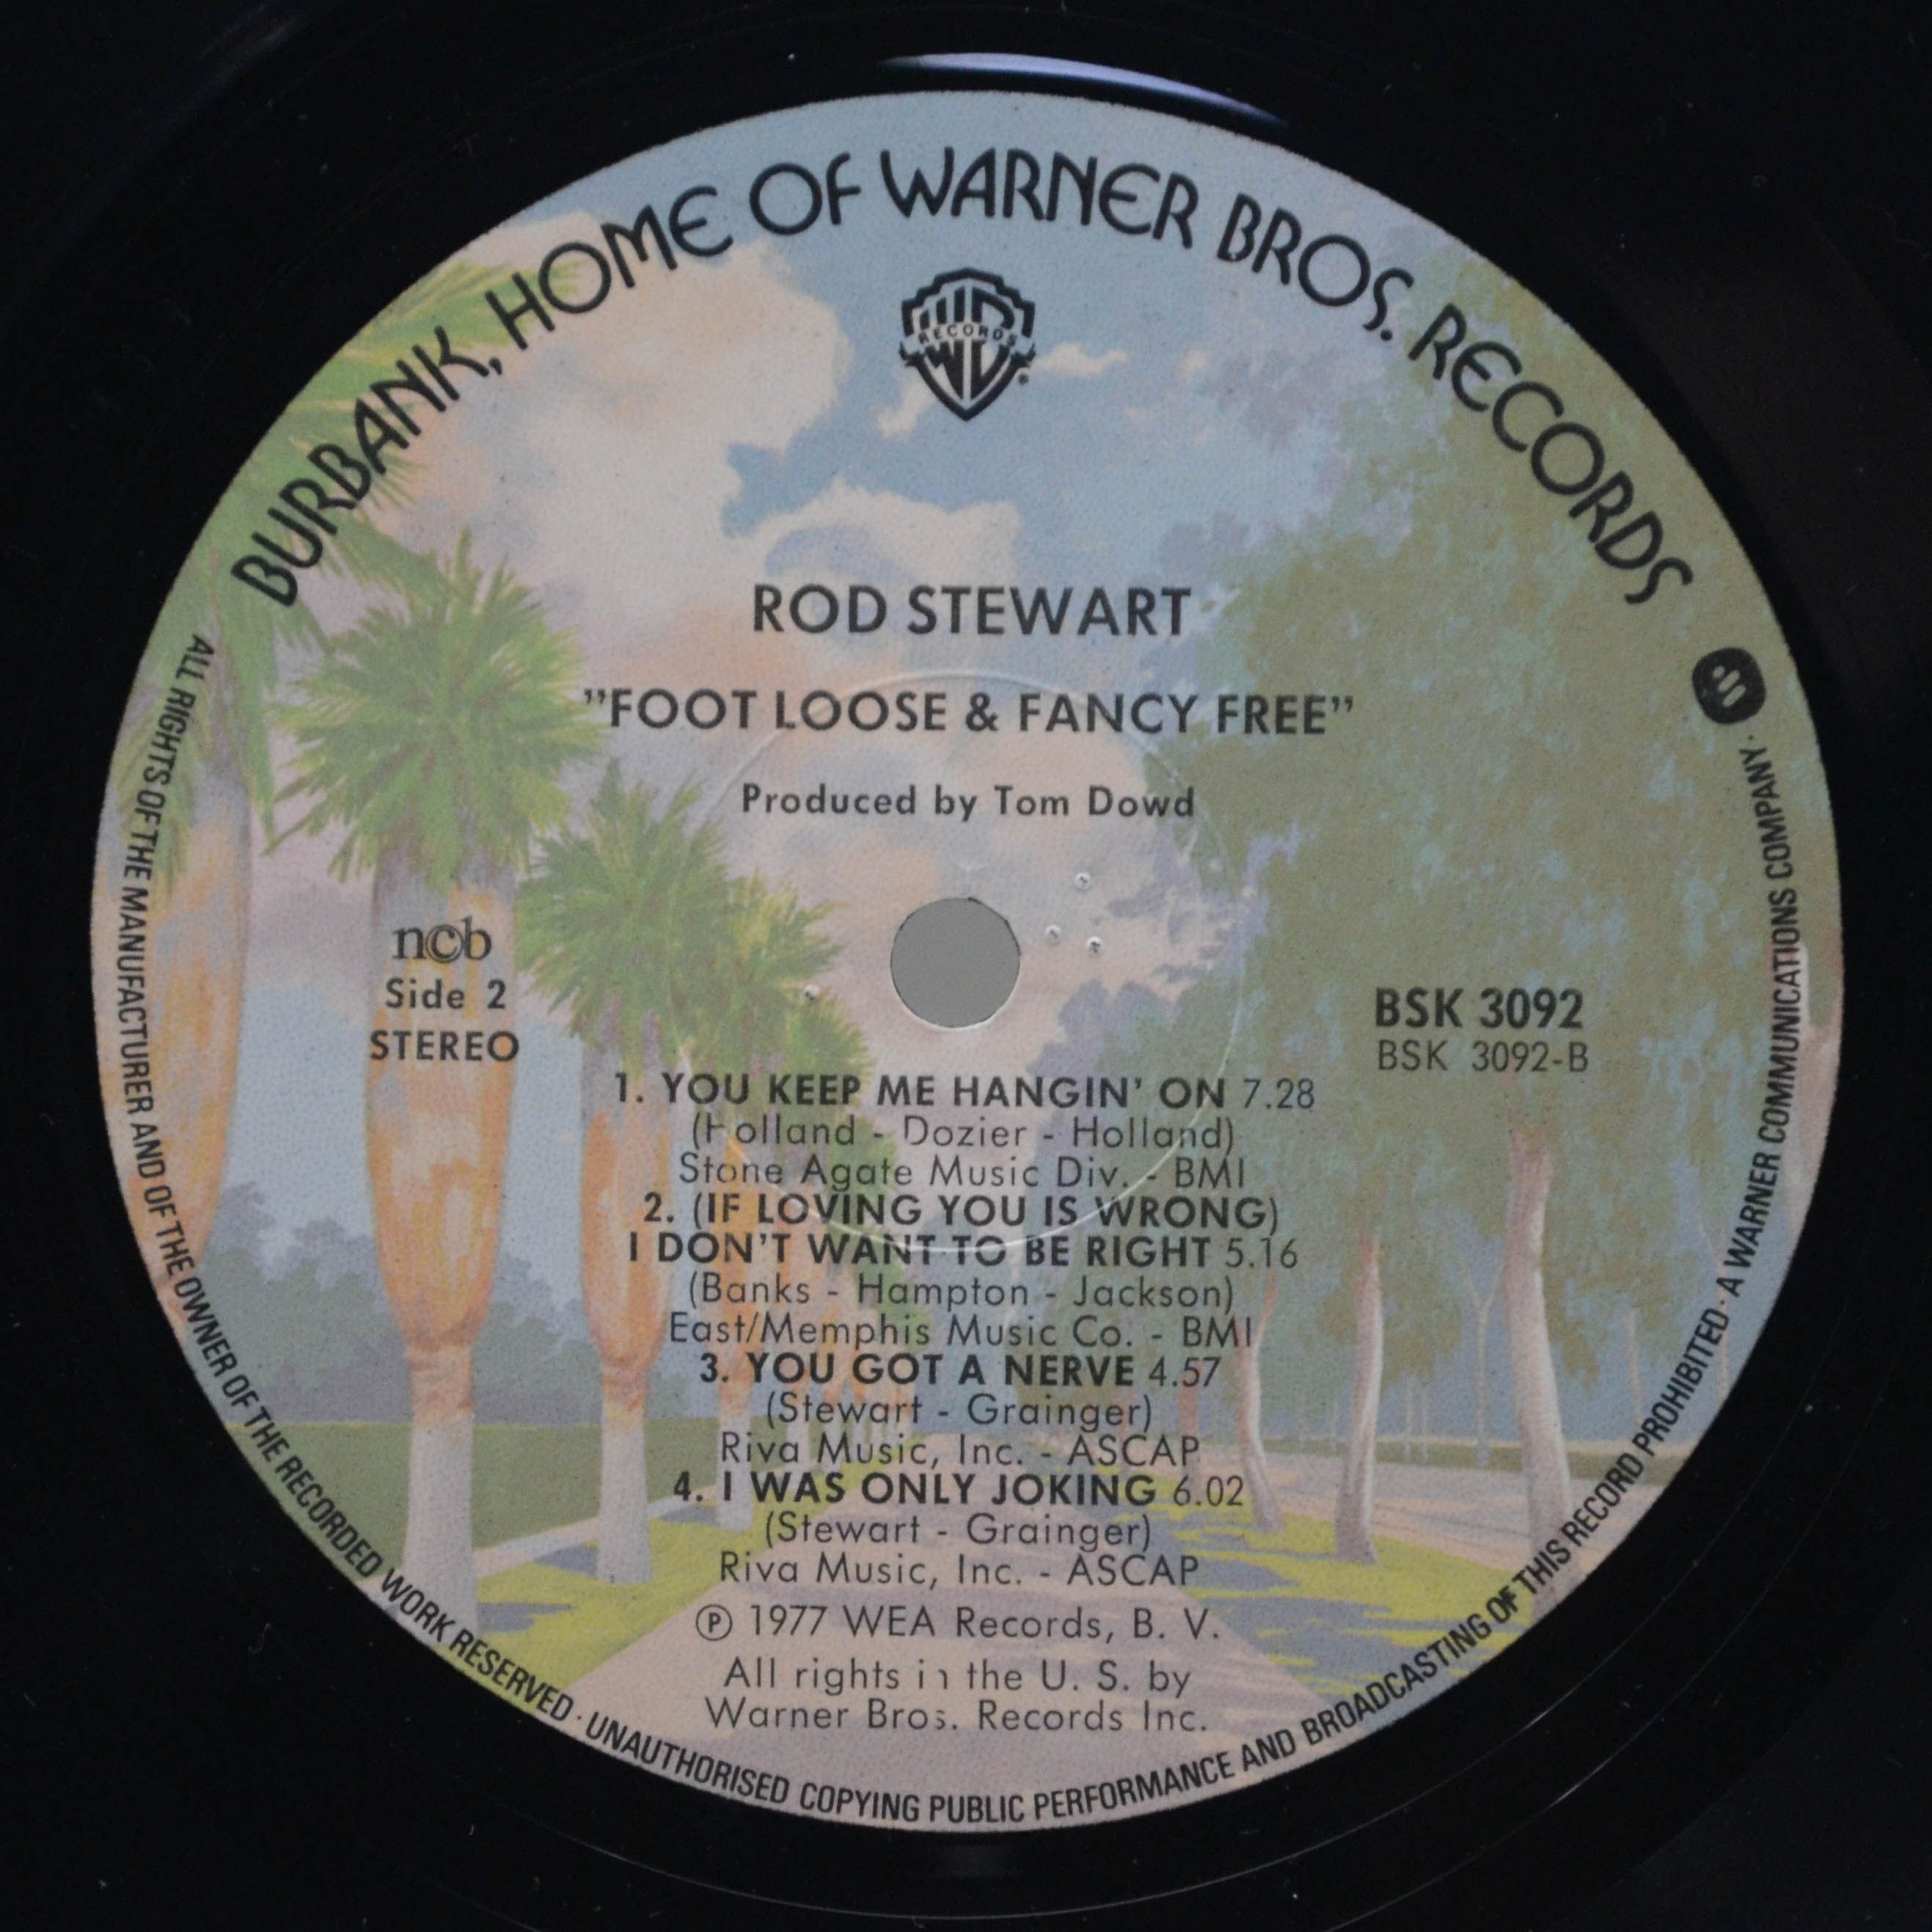 BURBANK, HOME OF WARNER BROS. RECORDS
RECORDS
®
ROD STEWART
"FOOT LOOSE & FANCY FREE"
Produced by Tom Dowd
ncb
Side 2
STEREO
BSK 3092
BSK 3092-B
1. YOU KEEP ME HANGIN' ON 7.28
(Holland - Dozier - Holland)
Stone Agate Music Div. - BMI
2. (IF LOVING YOU IS WRONG)
I DON'T WANT TO BE RIGHT 5.16
(Banks - Hampton - Jackson)
East/Memphis Music Co. - BMI
3. YOU GOT A NERVE 4.57
(Stewart - Grainger)
Riva Music, Inc. - ASCAP
4. I WAS ONLY JOKING 6.02
(Stewart - Grainger)
Riva Music, Inc. - ASCAP
℗ 1977 WEA Records, B. V.
All rights in the U. S. by
Warner Bros. Records Inc.
ALL RIGHTS OF THE MANUFACTURER AND OF THE OWNER OF THE RECORDED WORK RESERVED · UNAUTHORISED COPYING PUBLIC PERFORMANCE AND BROADCASTING OF THIS RECORD PROHIBITED · A WARNER COMMUNICATIONS COMPANY ·